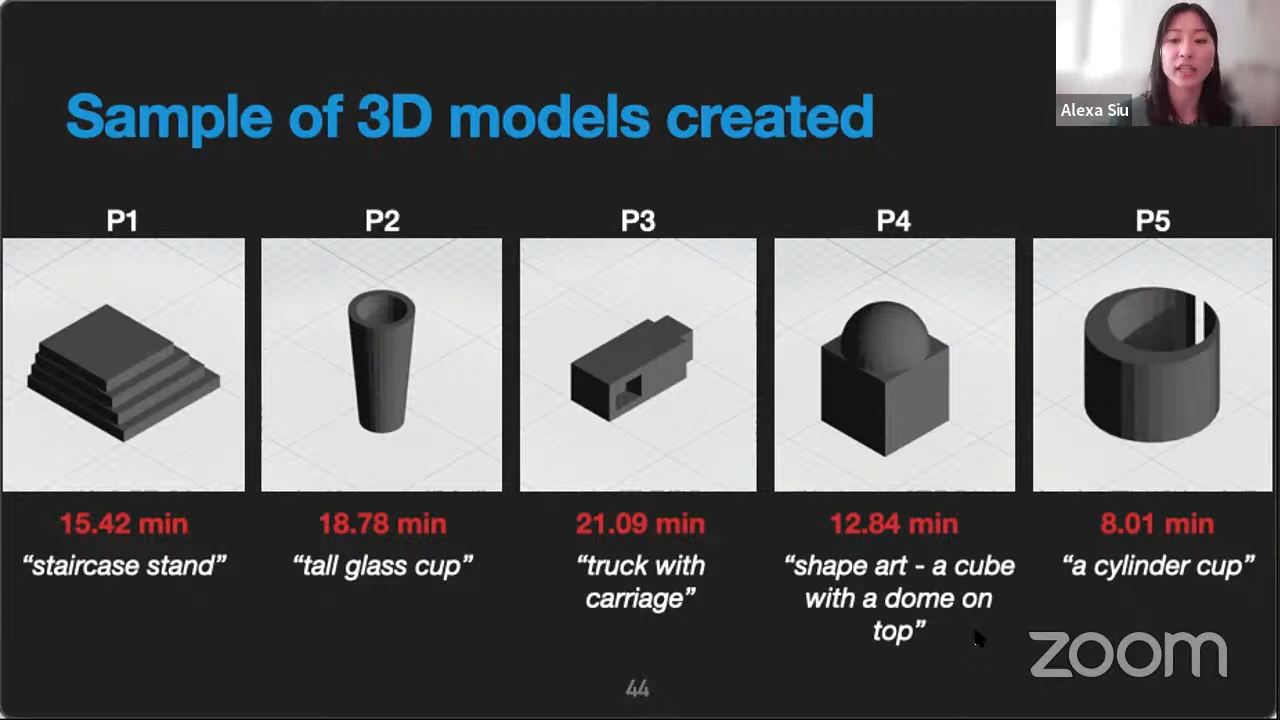 Alexa Siu
Sample of 3D models created
P1
P2
P3
P4
P5
15.42 min
18.78 min
21.09 min
12.84 min
8.01 min
“staircase stand”
“tall glass cup”
“truck with
carriage”
“shape art - a cube
with a dome on
top”
“a cylinder cup”
zoom
44